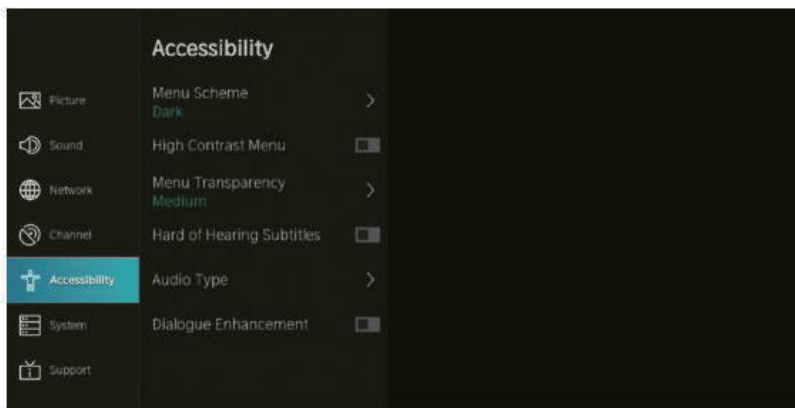 Accessibility
Picture
Sound
Network
Channel
Accessibility
System
Support
Menu Scheme
Dark
High Contrast Menu
Menu Transparency
Medium
Hard of Hearing Subtitles
Audio Type
Dialogue Enhancement